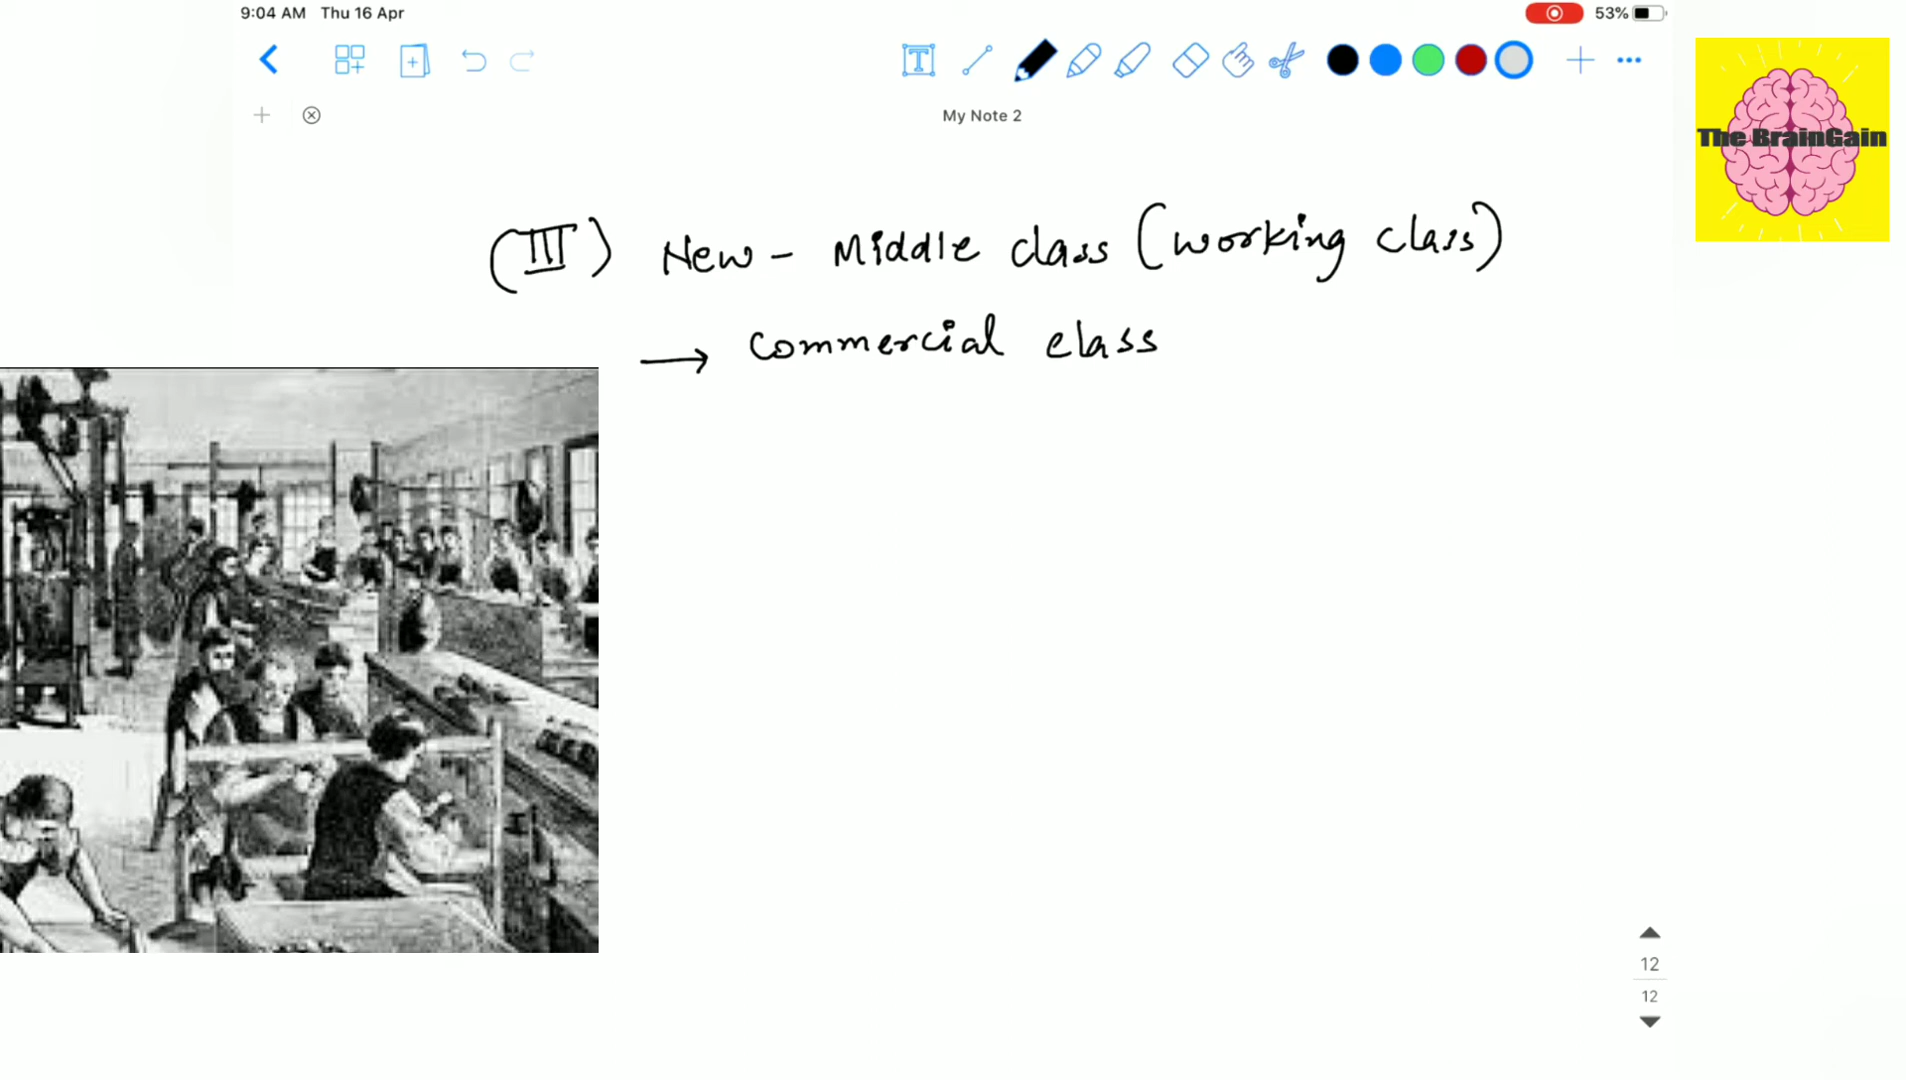 9:04 AM Thu 16 Apr
53%
T
My Note 2
The BrainGain
(III) New - Middle class (working class)
→ Commercial class
12
12